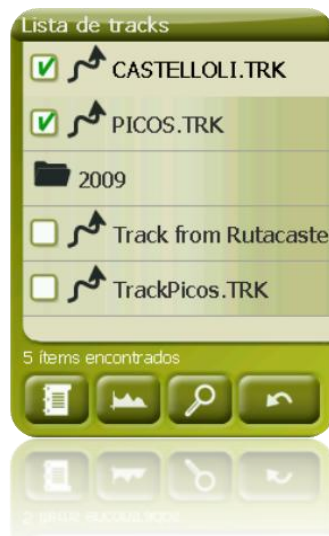 Lista de tracks
CASTELLOLI.TRK
PICOS.TRK
2009
Track from Rutacaste
TrackPicos.TRK
5 ítems encontrados